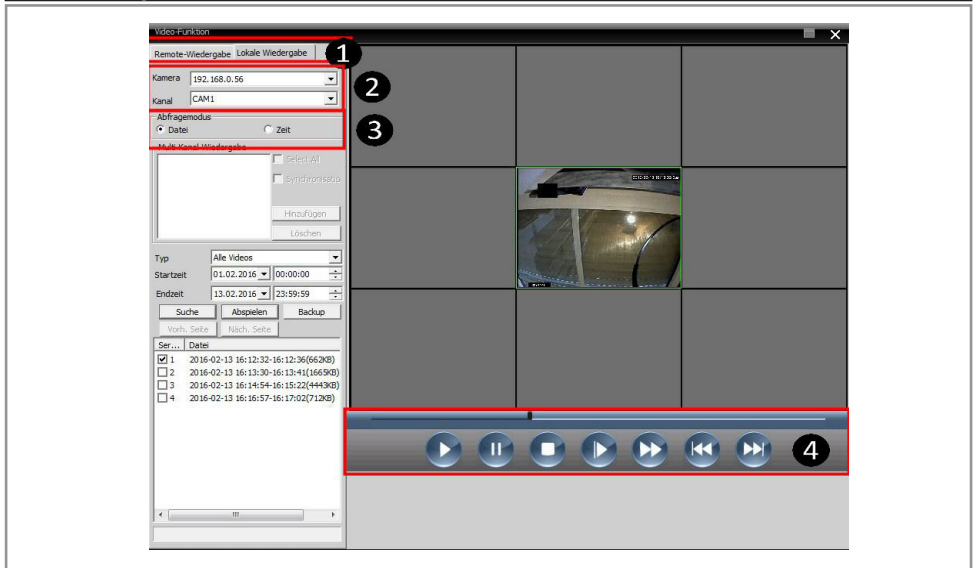 Video-Funktion
Remote-Wiedergabe Lokale Wiedergabe
1
Kamera 192.168.0.56
2
Kanal CAM1
Abfragemodus
Datei Zeit
3
Multi Kanal Wiedergabe
Select All
Synchronisatio
Hinzufügen
Löschen
Typ Alle Videos
Startzeit 01.02.2016 00:00:00
Endzeit 13.02.2016 23:59:59
Suche Abspielen Backup
Vorh. Seite Näch. Seite
Ser... Datei
1 2016-02-13 16:12:32-16:12:36(662KB)
2 2016-02-13 16:13:30-16:13:41(1665KB)
3 2016-02-13 16:14:54-16:15:22(4443KB)
4 2016-02-13 16:16:57-16:17:02(712KB)
4